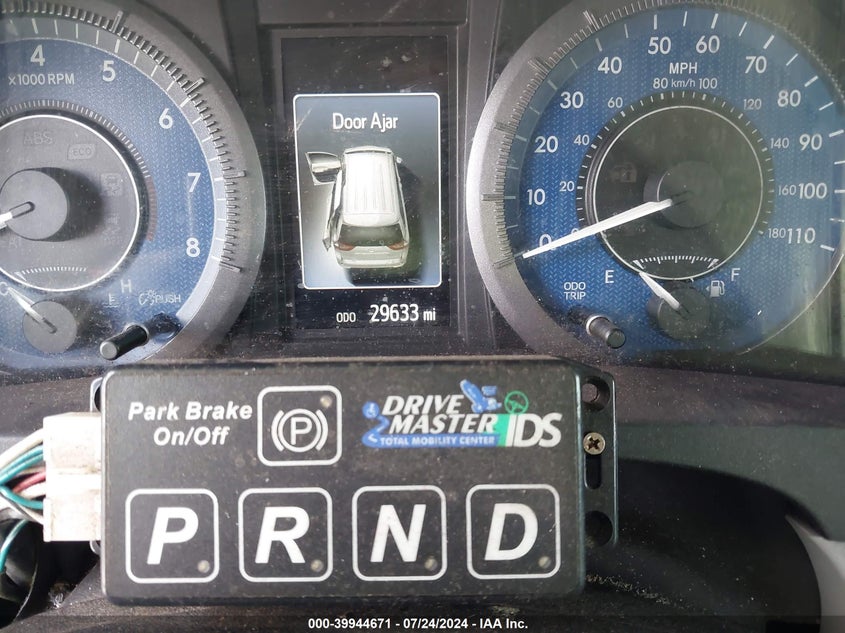 4
5
6
7
8
×1000 RPM
ABS
eco
C
H
PUSH
Door Ajar
ODO 29633 mi
0
10
20
30
40
50
60
70
80
90
100
110
MPH
80 km/h 100
0
20
40
60
120
140
160
180
ODO
TRIP
E
F
Park Brake
On/Off
P
DRIVE
MASTER
TOTAL MOBILITY CENTER
IDS
P
R
N
D
000-39944671 - 07/24/2024 - IAA Inc.